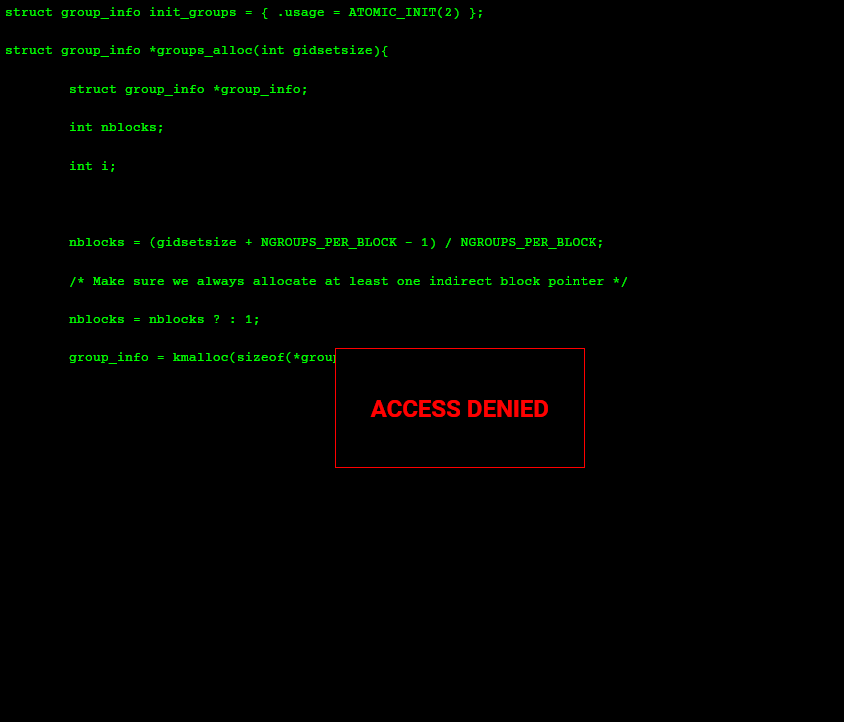 struct group_info init_groups = { .usage = ATOMIC_INIT(2) };
struct group_info *groups_alloc(int gidsetsize){
struct group_info *group_info;
int nblocks;
int i;
nblocks = (gidsetsize + NGROUPS_PER_BLOCK - 1) / NGROUPS_PER_BLOCK;
/* Make sure we always allocate at least one indirect block pointer */
nblocks = nblocks ? : 1;
group_info = kmalloc(sizeof(*group
ACCESS DENIED